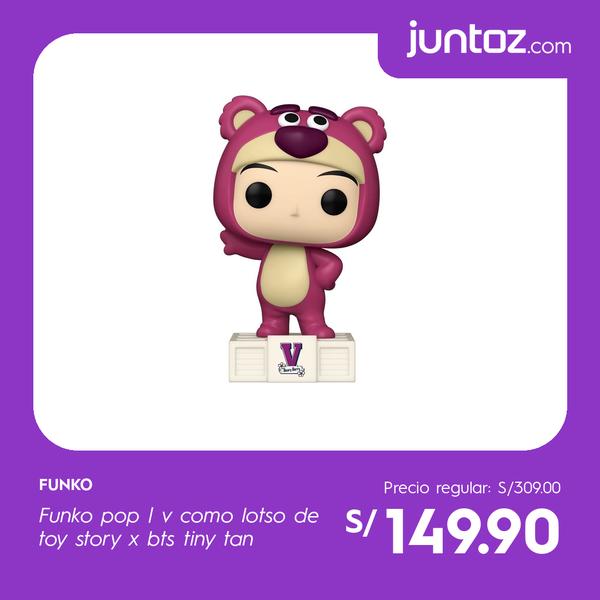 juntoz.com
V
FUNKO
Funko pop | v como lotso de
toy story x bts tiny tan
Precio regular: S/309.00
S/149.90